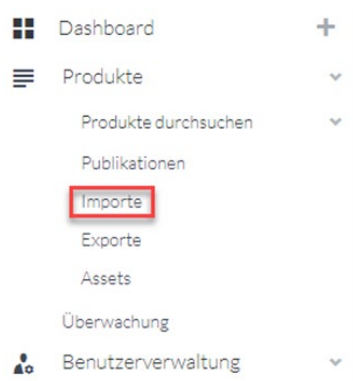 Dashboard
Produkte
Produkte durchsuchen
Publikationen
Importe
Exporte
Assets
Überwachung
Benutzerverwaltung